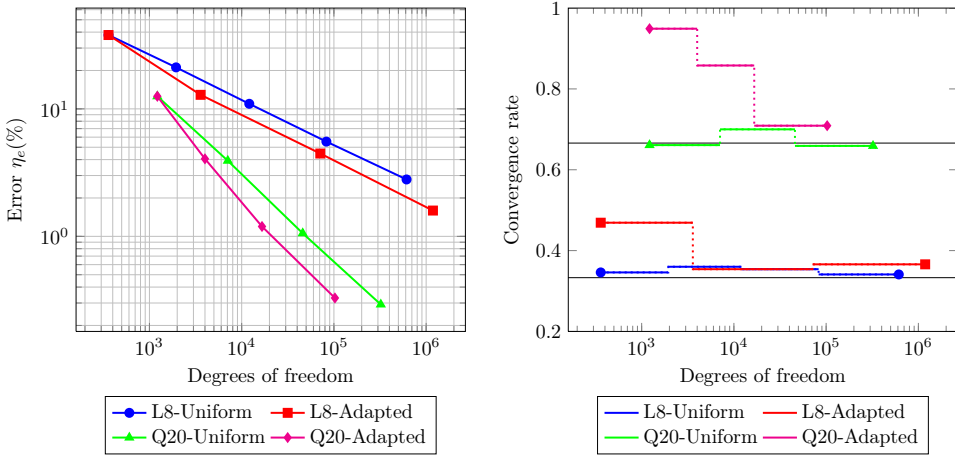 10^1
10^0
Error η_e(%)
10^3 10^4 10^5 10^6
Degrees of freedom
L8-Uniform L8-Adapted
Q20-Uniform Q20-Adapted
1
0.8
0.6
0.4
0.2
Convergence rate
10^3 10^4 10^5 10^6
Degrees of freedom
L8-Uniform L8-Adapted
Q20-Uniform Q20-Adapted